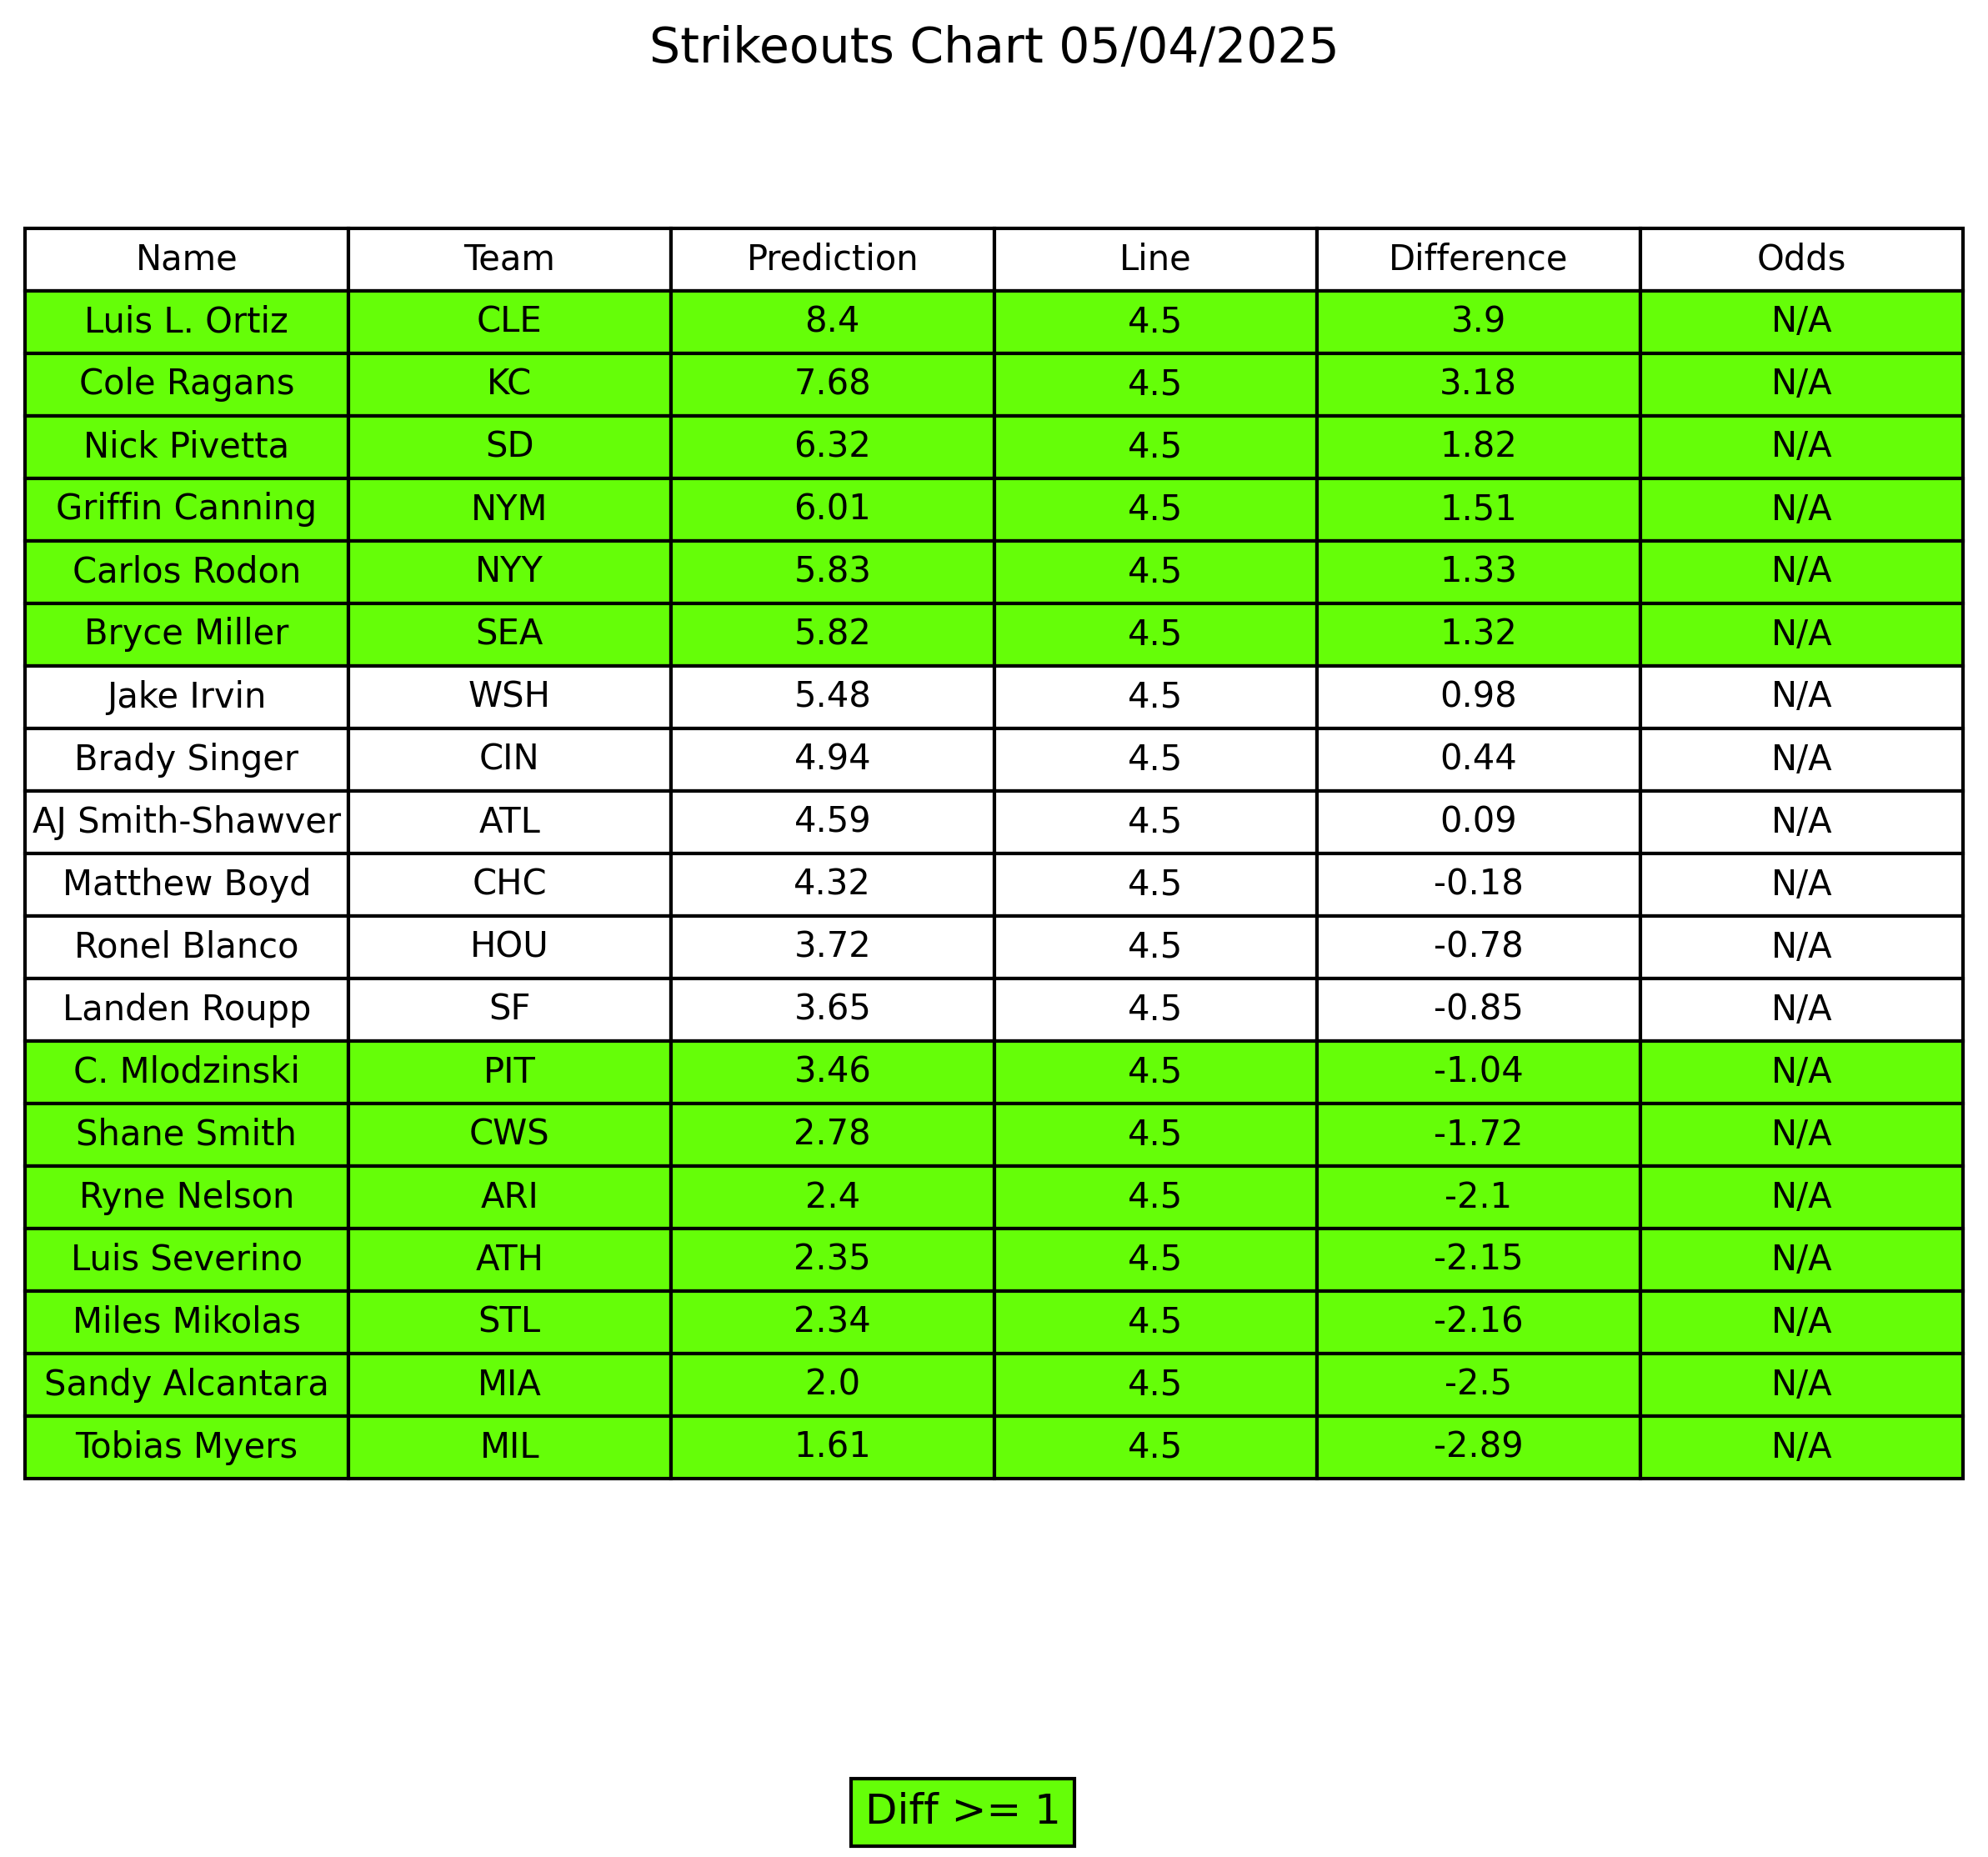 Strikeouts Chart 05/04/2025
Name Team Prediction Line Difference Odds
Luis L. Ortiz CLE 8.4 4.5 3.9 N/A
Cole Ragans KC 7.68 4.5 3.18 N/A
Nick Pivetta SD 6.32 4.5 1.82 N/A
Griffin Canning NYM 6.01 4.5 1.51 N/A
Carlos Rodon NYY 5.83 4.5 1.33 N/A
Bryce Miller SEA 5.82 4.5 1.32 N/A
Jake Irvin WSH 5.48 4.5 0.98 N/A
Brady Singer CIN 4.94 4.5 0.44 N/A
AJ Smith-Shawver ATL 4.59 4.5 0.09 N/A
Matthew Boyd CHC 4.32 4.5 -0.18 N/A
Ronel Blanco HOU 3.72 4.5 -0.78 N/A
Landen Roupp SF 3.65 4.5 -0.85 N/A
C. Mlodzinski PIT 3.46 4.5 -1.04 N/A
Shane Smith CWS 2.78 4.5 -1.72 N/A
Ryne Nelson ARI 2.4 4.5 -2.1 N/A
Luis Severino ATH 2.35 4.5 -2.15 N/A
Miles Mikolas STL 2.34 4.5 -2.16 N/A
Sandy Alcantara MIA 2.0 4.5 -2.5 N/A
Tobias Myers MIL 1.61 4.5 -2.89 N/A
Diff >= 1